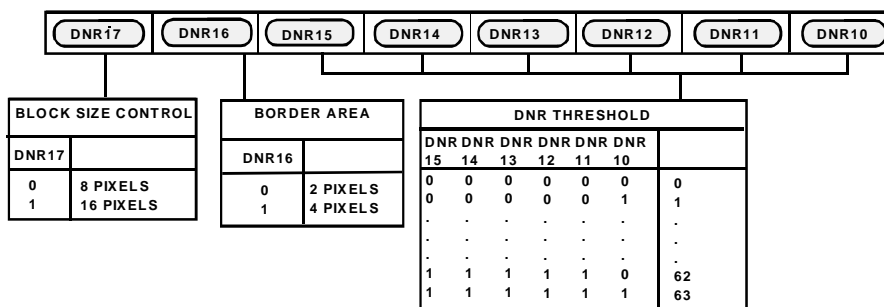 DNR17 DNR16 DNR15 DNR14 DNR13 DNR12 DNR11 DNR10
BLOCK SIZE CONTROL
DNR17
0 8 PIXELS
1 16 PIXELS
BORDER AREA
DNR16
0 2 PIXELS
1 4 PIXELS
DNR THRESHOLD
DNR DNR DNR DNR DNR DNR
15 14 13 12 11 10
0 0 0 0 0 0 0
0 0 0 0 0 1 1
. . . . . . .
. . . . . . .
. . . . . . .
1 1 1 1 1 0 62
1 1 1 1 1 1 63